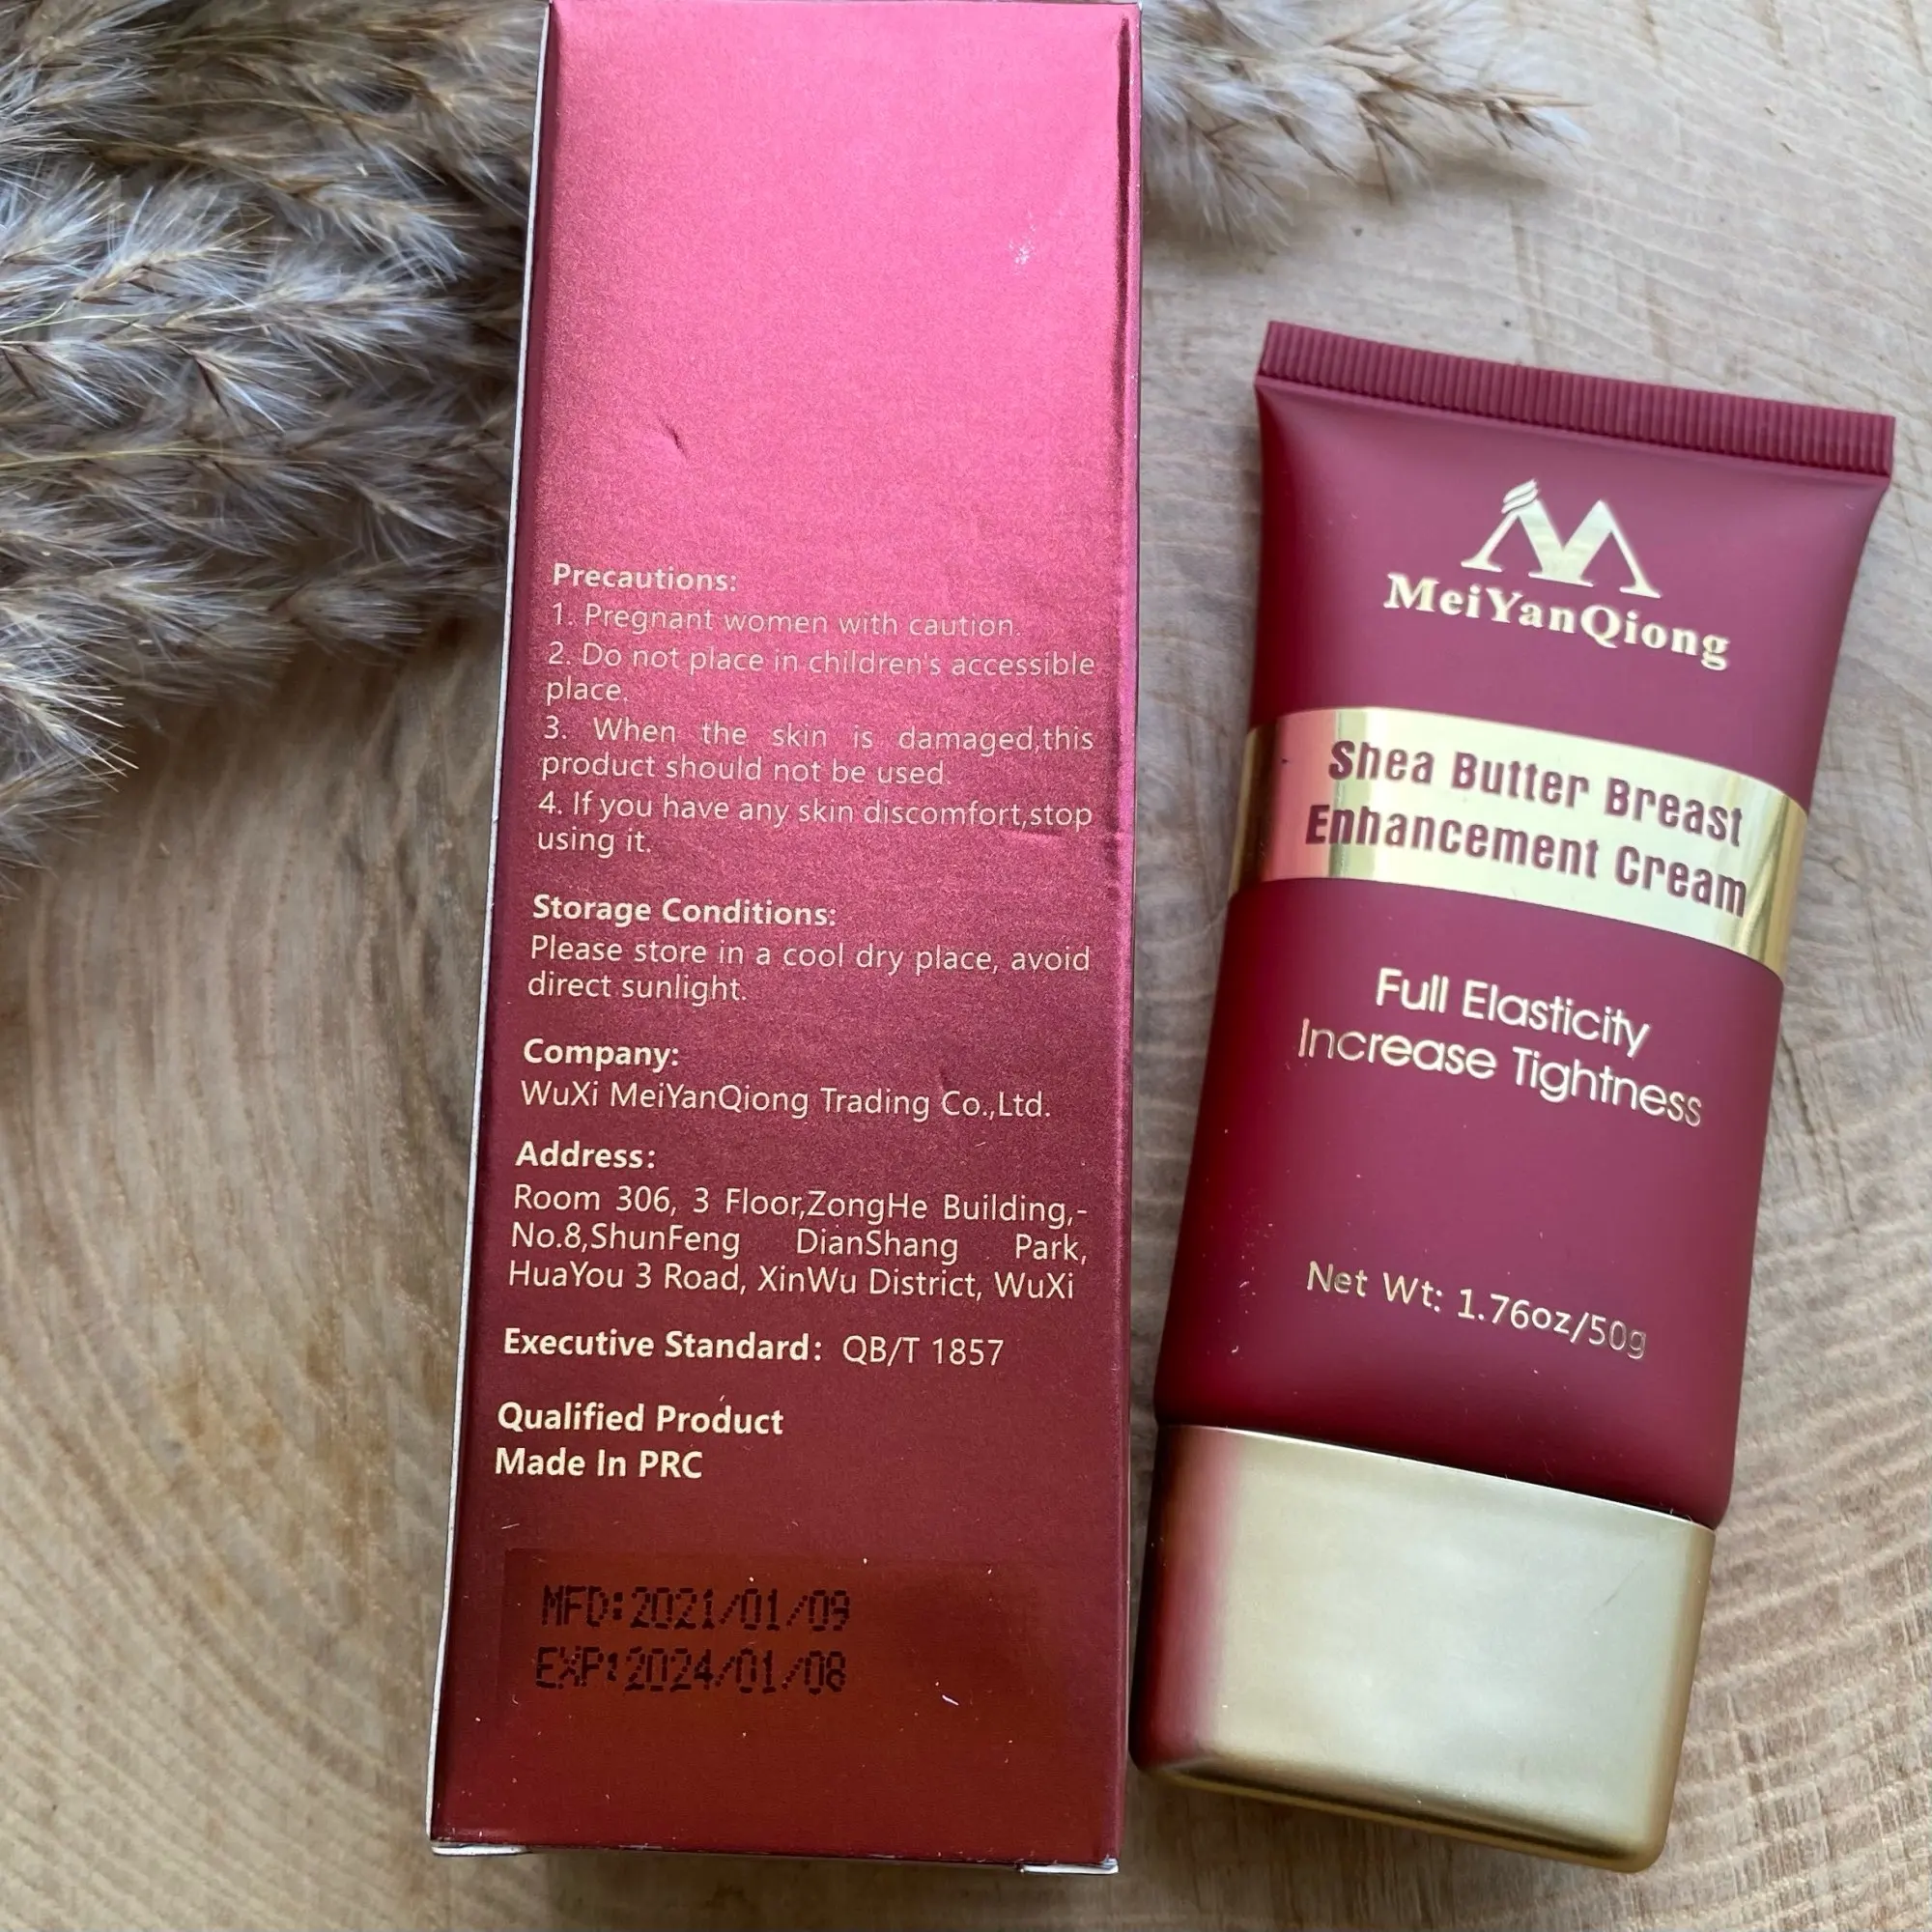 Precautions:
1. Pregnant women with caution.
2. Do not place in children's accessible
place.
3. When the skin is damaged,this
product should not be used.
4. If you have any skin discomfort,stop
using it.
Storage Conditions:
Please store in a cool dry place, avoid
direct sunlight.
Company:
WuXi MeiYanQiong Trading Co.,Ltd.
Address:
Room 306, 3 Floor,ZongHe Building,-
No.8,ShunFeng DianShang Park,
HuaYou 3 Road, XinWu District, WuXi
Executive Standard: QB/T 1857
Qualified Product
Made In PRC
MFD:2021/01/09
EXP:2024/01/08
MeiYanQiong
Shea Butter Breast
Enhancement Cream
Full Elasticity
Increase Tightness
Net Wt: 1.76oz/50g